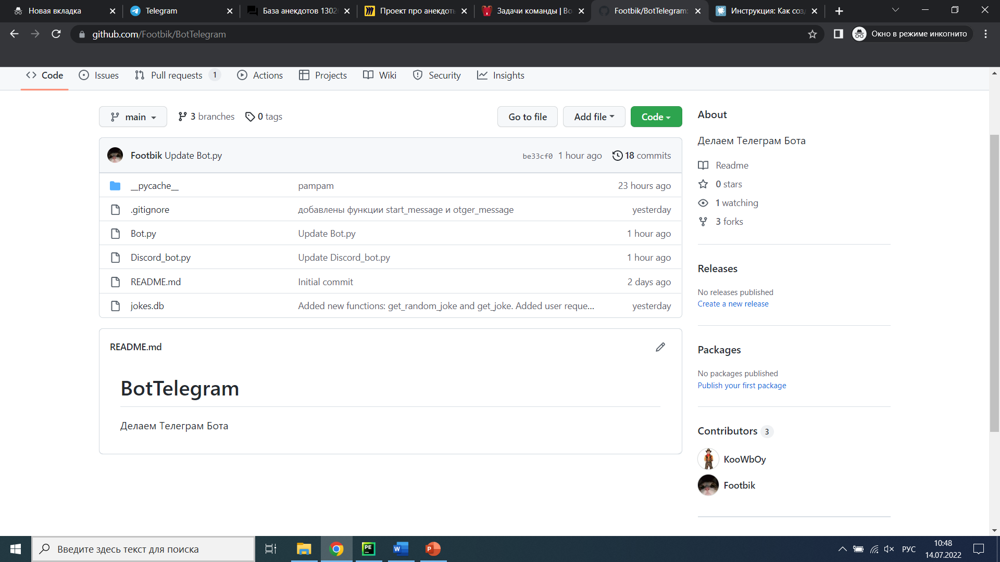 Новая вкладка
Telegram
База анекдотов 1302
Проект про анекдоты
Задачи команды | Bo
Footbik/BotTelegram:
Инструкция: Как соз
github.com/Footbik/BotTelegram
Окно в режиме инкогнито
Code
Issues
Pull requests 1
Actions
Projects
Wiki
Security
Insights
main
3 branches
0 tags
Go to file
Add file
Code
Footbik Update Bot.py
be33cf0 1 hour ago
18 commits
__pycache__ pampam 23 hours ago
.gitignore добавлены функции start_message и otger_message yesterday
Bot.py Update Bot.py 1 hour ago
Discord_bot.py Update Discord_bot.py 1 hour ago
README.md Initial commit 2 days ago
jokes.db Added new functions: get_random_joke and get_joke. Added user reque... yesterday
README.md
BotTelegram
Делаем Телеграм Бота
About
Делаем Телеграм Бота
Readme
0 stars
1 watching
3 forks
Releases
No releases published
Create a new release
Packages
No packages published
Publish your first package
Contributors 3
KooWbOy
Footbik
Введите здесь текст для поиска
PE
W
P
РУС
10:48
14.07.2022